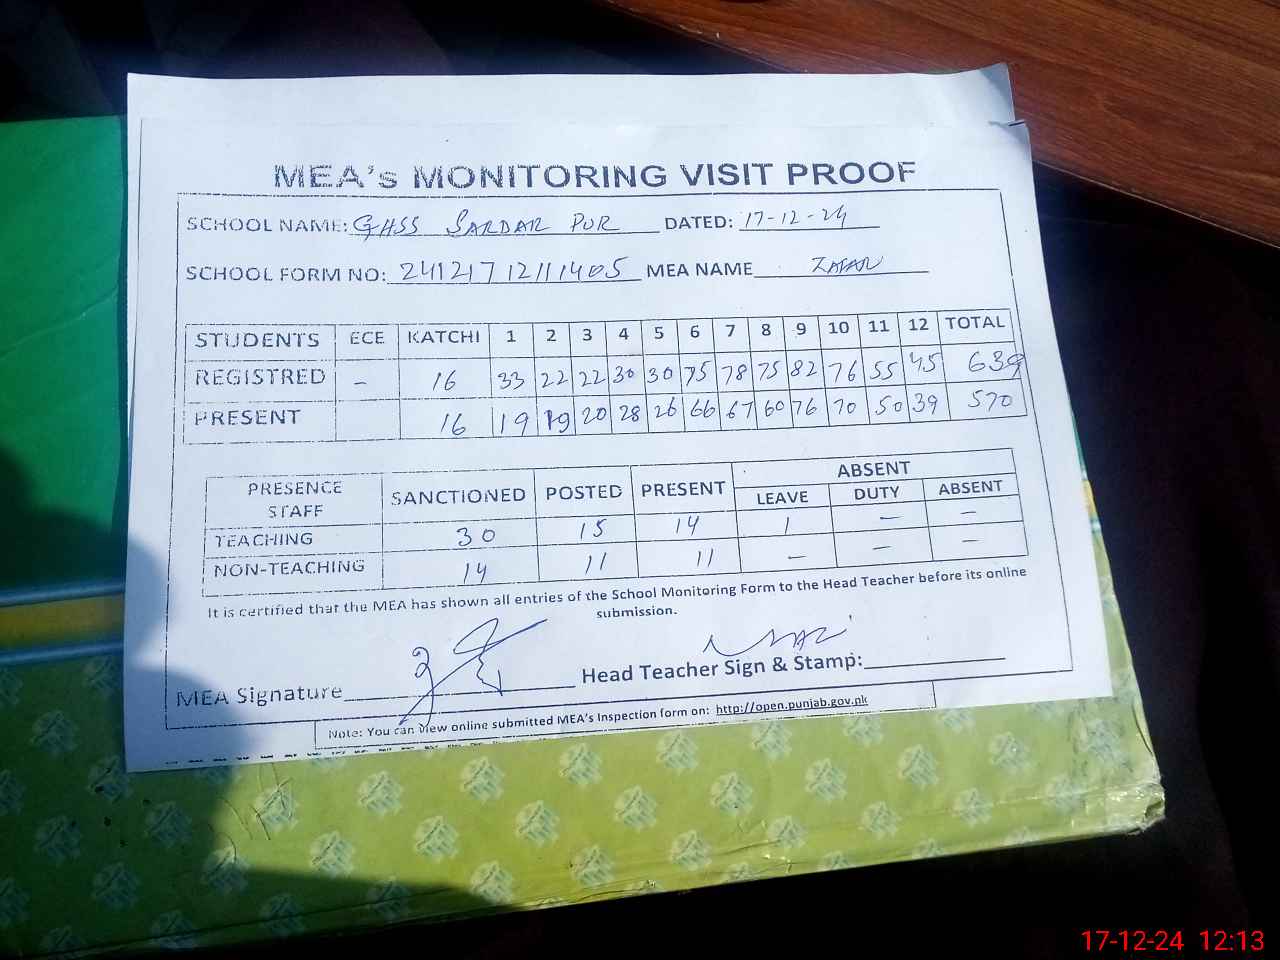 MEA's MONITORING VISIT PROOF
SCHOOL NAME: GHSS SARDAR PUR DATED: 17-12-24
SCHOOL FORM NO: 24121712111405 MEA NAME ZAFAR
STUDENTS ECE KATCHI 1 2 3 4 5 6 7 8 9 10 11 12 TOTAL
REGISTRED – 16 33 22 22 30 30 75 78 75 82 76 55 45 639
PRESENT 16 19 19 20 28 26 66 67 60 76 70 50 39 570
PRESENCE STAFF SANCTIONED POSTED PRESENT ABSENT
LEAVE DUTY ABSENT
TEACHING 30 15 14 1 – –
NON-TEACHING 14 11 11 – – –
It is certified that the MEA has shown all entries of the School Monitoring Form to the Head Teacher before its online
submission.
MEA Signature Head Teacher Sign & Stamp:
Note: You can view online submitted MEA's Inspection form on: http://open.punjab.gov.pk
17-12-24 12:13